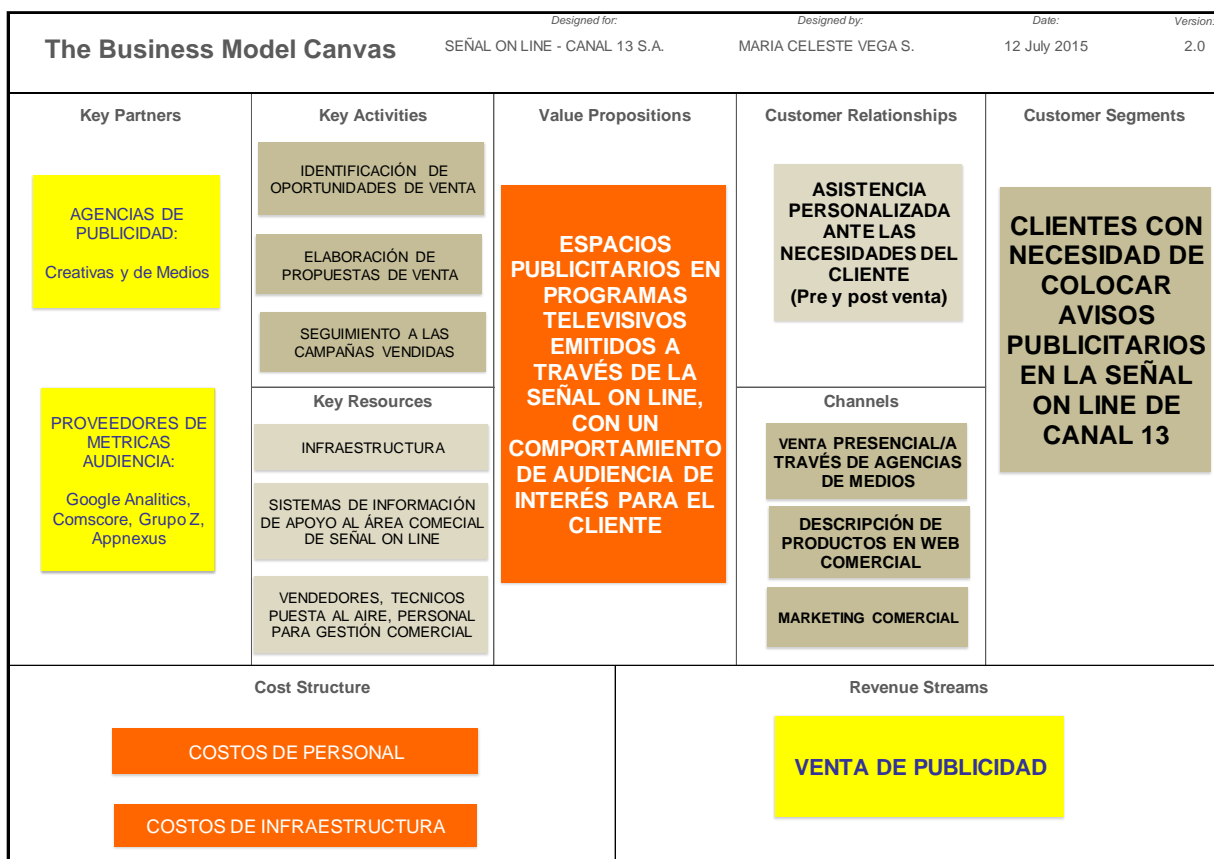 The Business Model Canvas
Designed for:
SEÑAL ON LINE - CANAL 13 S.A.
Designed by:
MARIA CELESTE VEGA S.
Date:
12 July 2015
Version:
2.0
Key Partners
AGENCIAS DE
PUBLICIDAD:
Creativas y de Medios
PROVEEDORES DE
METRICAS
AUDIENCIA:
Google Analitics,
Comscore, Grupo Z,
Appnexus
Key Activities
IDENTIFICACIÓN DE
OPORTUNIDADES DE VENTA
ELABORACIÓN DE
PROPUESTAS DE VENTA
SEGUIMIENTO A LAS
CAMPAÑAS VENDIDAS
Key Resources
INFRAESTRUCTURA
SISTEMAS DE INFORMACIÓN
DE APOYO AL ÁREA COMECIAL
DE SEÑAL ON LINE
VENDEDORES, TECNICOS
PUESTA AL AIRE, PERSONAL
PARA GESTIÓN COMERCIAL
Value Propositions
ESPACIOS
PUBLICITARIOS EN
PROGRAMAS
TELEVISIVOS
EMITIDOS A
TRAVÉS DE LA
SEÑAL ON LINE,
CON UN
COMPORTAMIENTO
DE AUDIENCIA DE
INTERÉS PARA EL
CLIENTE
Customer Relationships
ASISTENCIA
PERSONALIZADA
ANTE LAS
NECESIDADES DEL
CLIENTE
(Pre y post venta)
Channels
VENTA PRESENCIAL/A
TRAVÉS DE AGENCIAS
DE MEDIOS
DESCRIPCIÓN DE
PRODUCTOS EN WEB
COMERCIAL
MARKETING COMERCIAL
Customer Segments
CLIENTES CON
NECESIDAD DE
COLOCAR
AVISOS
PUBLICITARIOS
EN LA SEÑAL
ON LINE DE
CANAL 13
Cost Structure
COSTOS DE PERSONAL
COSTOS DE INFRAESTRUCTURA
Revenue Streams
VENTA DE PUBLICIDAD